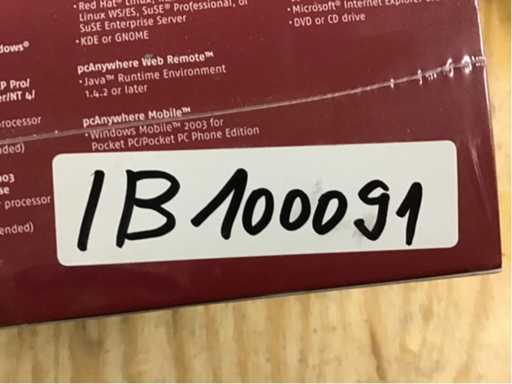 · Red Hat® Linux,
Linux WS/ES, SuSE® Professional, or
SuSE Enterprise Server
· KDE or GNOME
pcAnywhere Web Remote™
· Java™ Runtime Environment
1.4.2 or later
pcAnywhere Mobile™
· Windows Mobile™ 2003 for
Pocket PC/Pocket PC Phone Edition
· Microsoft® Internet Explorer
· DVD or CD drive
processor
IB100091